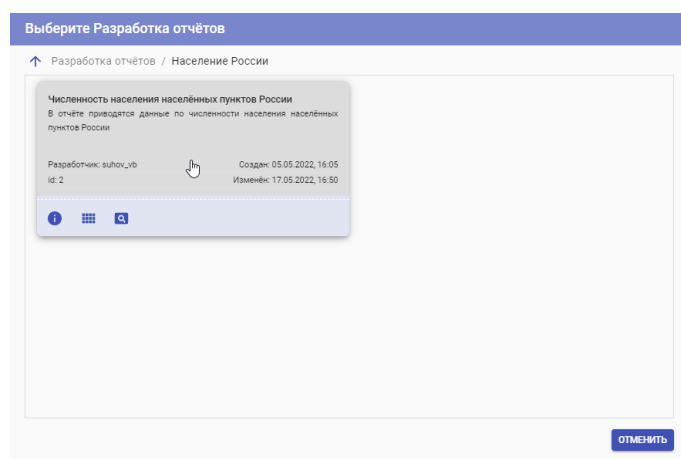 Выберите Разработка отчётов
Разработка отчётов / Население России
Численность населения населённых пунктов России
В отчёте приводятся данные по численности населения населённых
пунктов России
Разработчик: suhov_vb Создан: 05.05.2022, 16:05
id: 2 Изменён: 17.05.2022, 16:50
ОТМЕНИТЬ